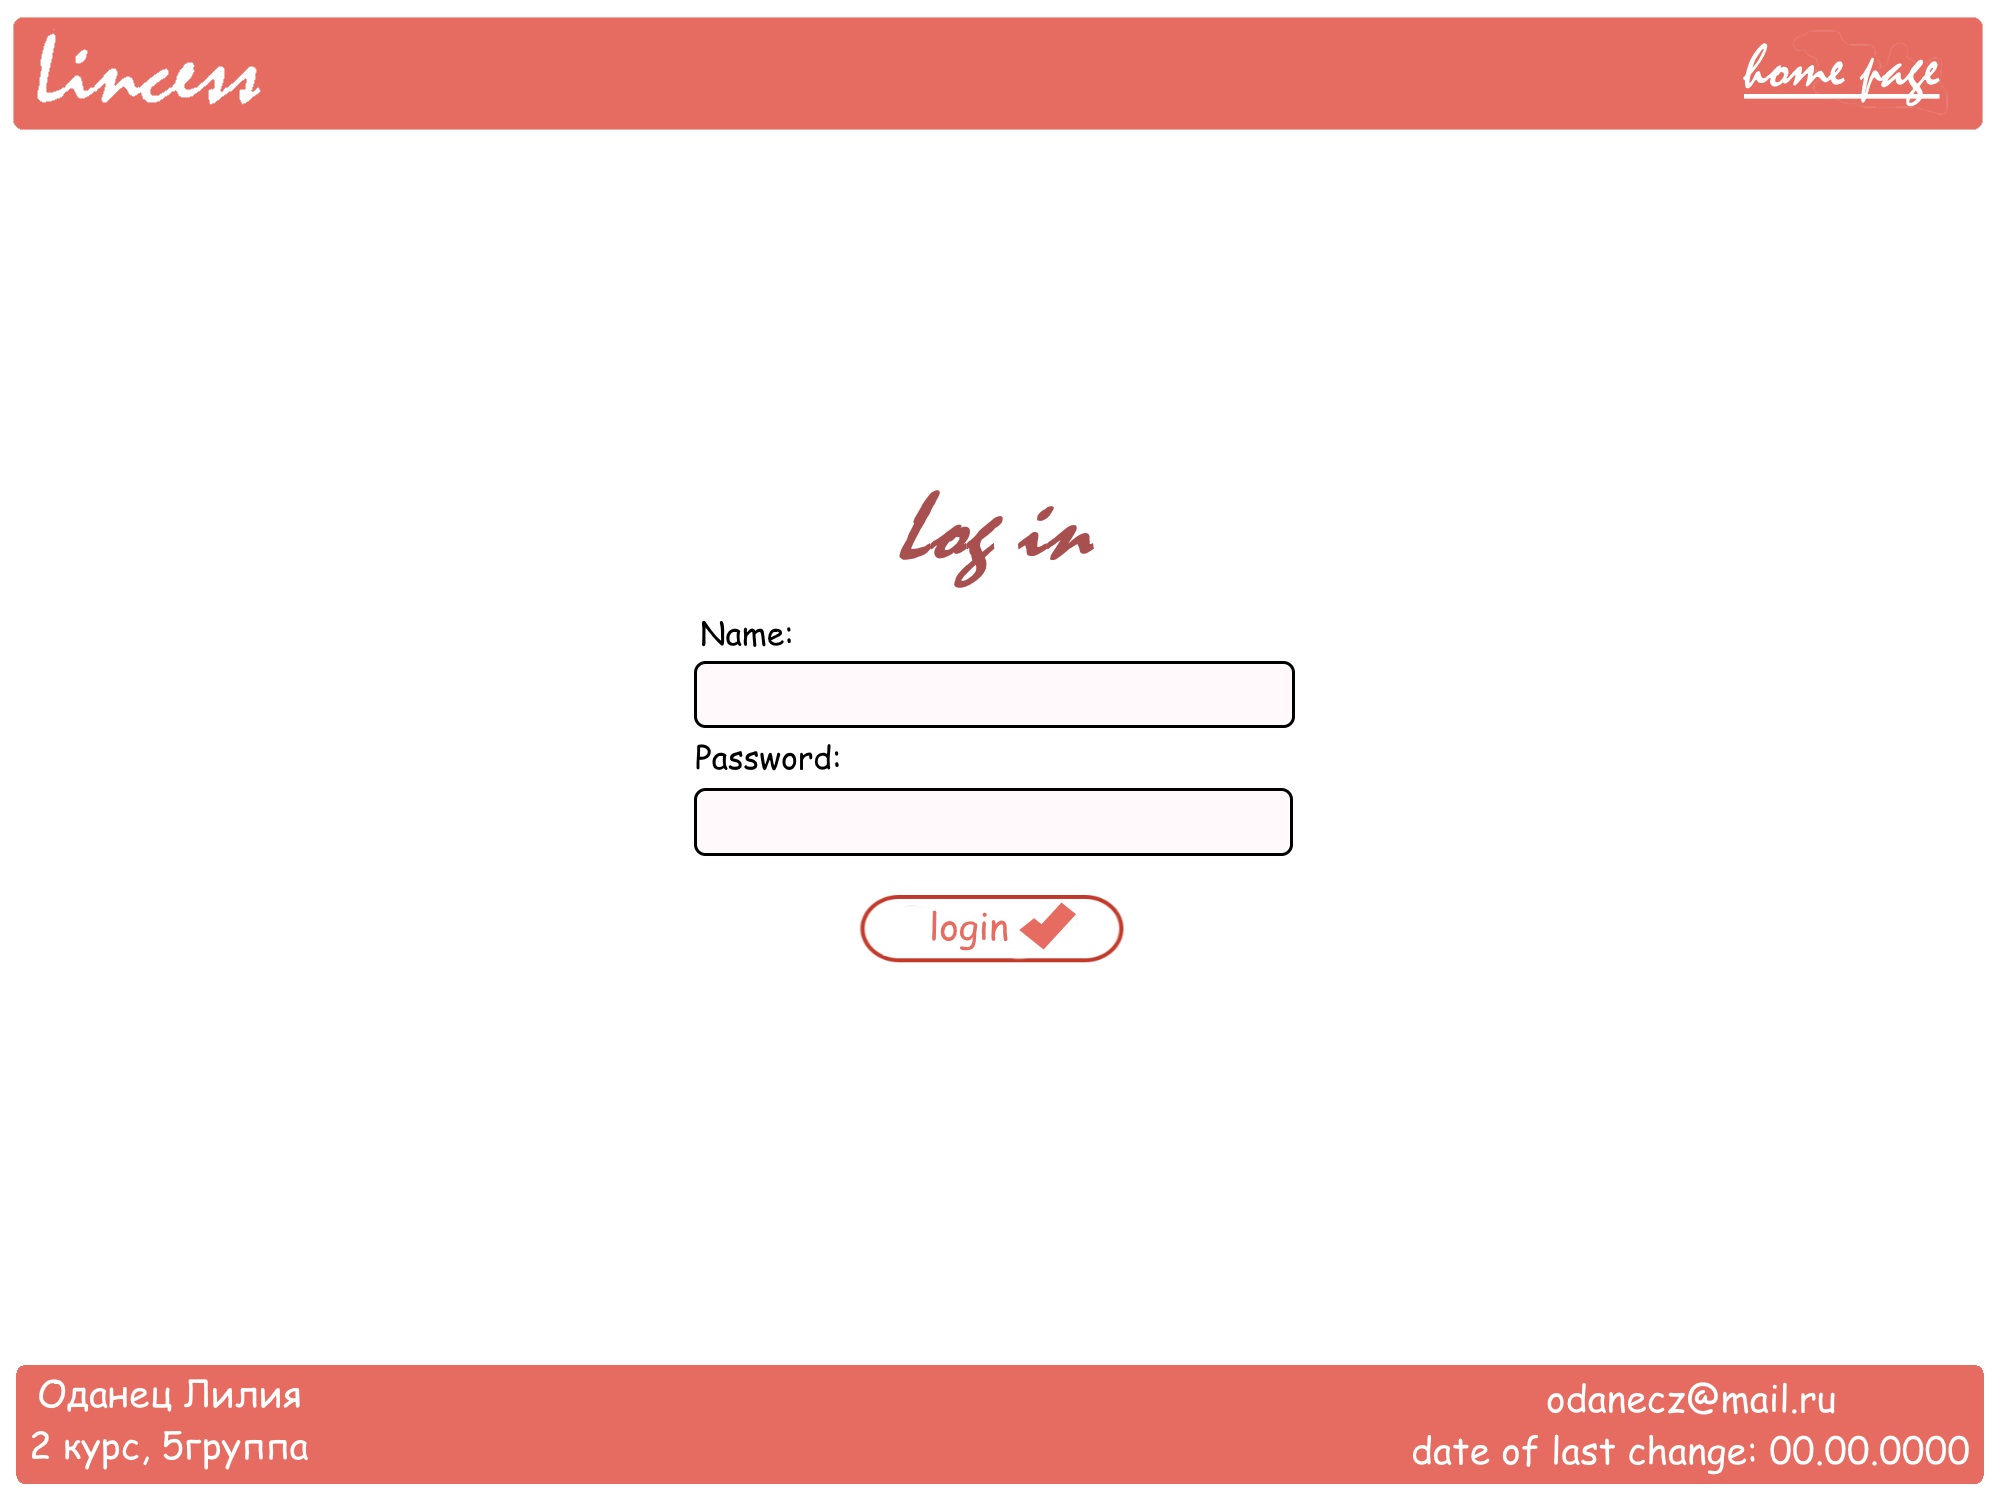 Lincess
home page
Log in
Name:
Password:
login
Оданец Лилия
2 курс, 5группа
odanecz@mail.ru
date of last change: 00.00.0000